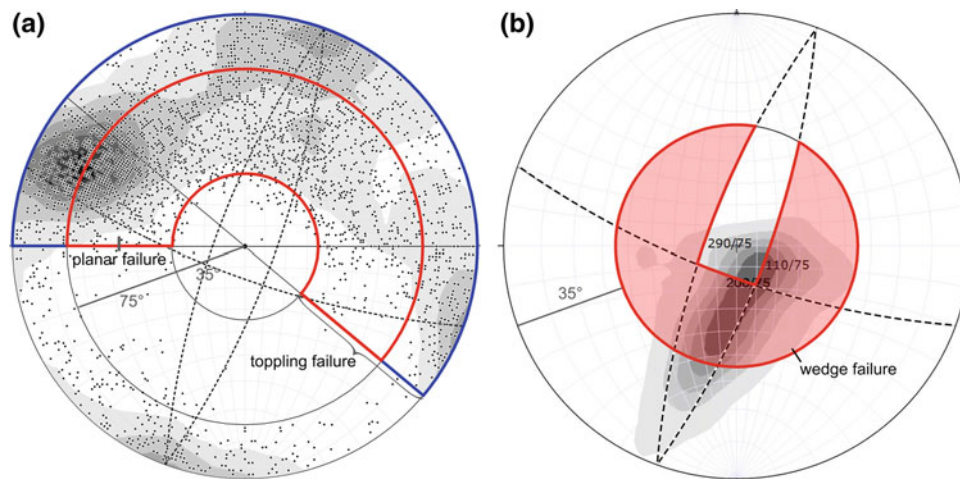 (a)
planar failure
35°
75°
toppling failure
(b)
290/75
110/75
200/75
35°
wedge failure